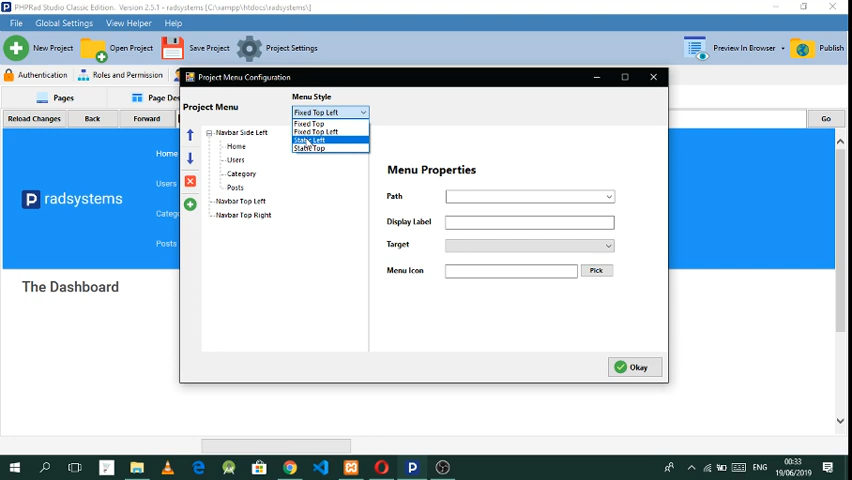 PHPRad Studio Classic Edition. Version - 2.5.1 - radsystems [C:\xampp\htdocs\radsystems\]
File Global Settings View Helper Help
New Project Open Project Save Project Project Settings Preview In Browser Publish
Authentication Roles and Permission
Pages Page Des
Reload Changes Back Forward Go
Project Menu Configuration
Menu Style
Project Menu
Fixed Top Left
Fixed Top
Fixed Top Left
Static Left
Static Top
Navbar Side Left
Home
Users
Category
Posts
Navbar Top Left
Navbar Top Right
Menu Properties
Path
Display Label
Target
Menu Icon Pick
Okay
Home
Users
Categ
Posts
radsystems
The Dashboard
ENG
00:33
19/06/2019